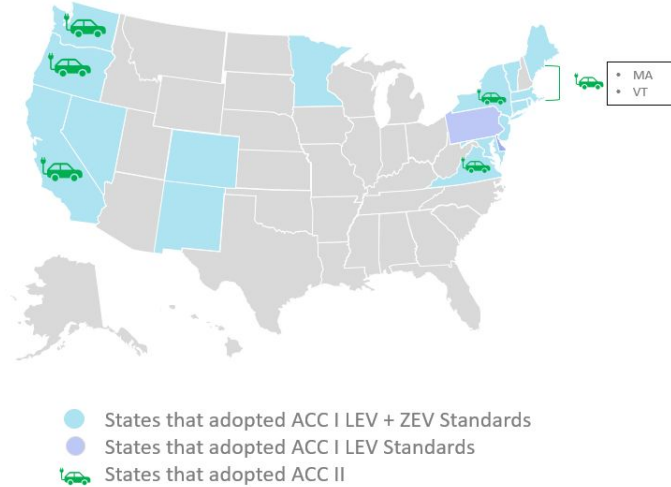 MA
VT
States that adopted ACC I LEV + ZEV Standards
States that adopted ACC I LEV Standards
States that adopted ACC II